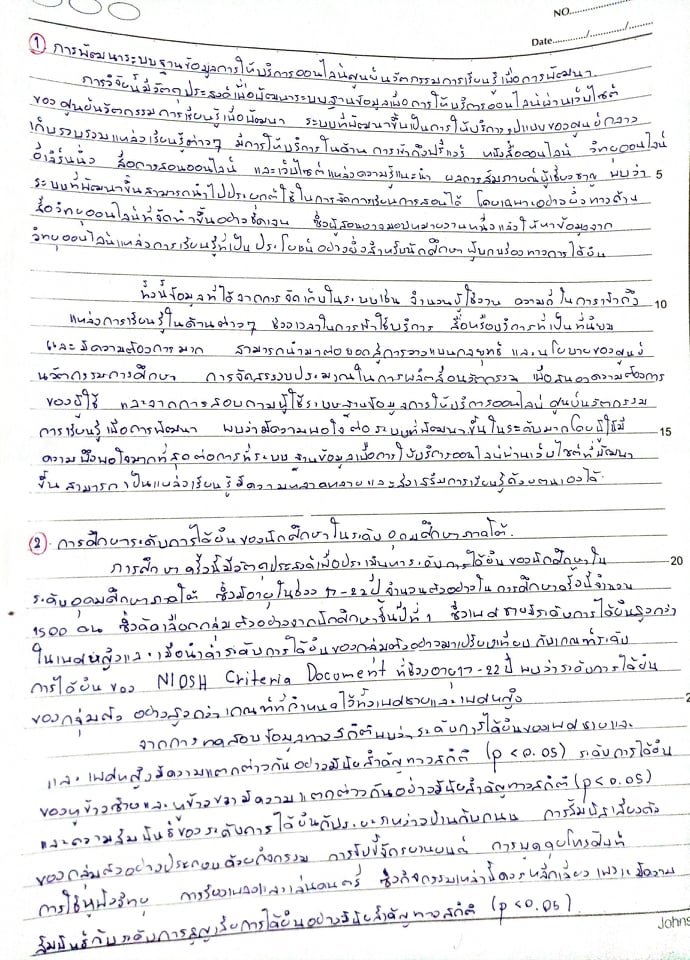 NO.
Date
① การพัฒนาระบบฐานข้อมูลการให้บริการออนไลน์ศูนย์นวัตกรรมการเรียนรู้เพื่อการพัฒนา
การวิจัยนี้มีวัตถุประสงค์เพื่อพัฒนาระบบฐานข้อมูลเพื่อการให้บริการออนไลน์ผ่านเว็บไซต์
ของศูนย์นวัตกรรมการเรียนรู้เพื่อพัฒนา ระบบที่พัฒนาขึ้นเป็นการให้บริการรูปแบบของศูนย์กลาง
เก็บรวบรวมแหล่งเรียนรู้ต่างๆ มีการให้บริการในด้าน การเข้าถึง หนังสือออนไลน์ วิทยุออนไลน์
อีเลิร์นนิ่ง สื่อการสอนออนไลน์ และเว็บไซต์แหล่งความรู้แนะนำ ผลการสัมภาษณ์ผู้เชี่ยวชาญ พบว่า 5
ระบบที่พัฒนาขึ้นสามารถนำไปประยุกต์ใช้ในการจัดการเรียนการสอนได้ โดยเฉพาะอย่างยิ่งทางด้าน
สื่อวิทยุออนไลน์ที่จัดทำขึ้นอย่างชัดเจน ซึ่งผู้สอนอาจมอบหมายงานหนึ่งแล้วให้หาข้อมูลจาก
วิทยุออนไลน์แหล่งการเรียนรู้ที่เป็นประโยชน์อย่างยิ่งสำหรับนักศึกษาผู้บกพร่องทางการได้ยิน
ทั้งนี้ข้อมูลที่ได้จากการจัดเก็บในระบบเช่น จำนวนผู้ใช้งาน ความถี่ในการเข้าถึง 10
แหล่งการเรียนรู้ในด้านต่างๆ ช่วงเวลาในการเข้าใช้บริการ สื่อหรือบริการที่เป็นที่นิยม
และมีความต้องการมาก สามารถนำมาต่อยอดสู่การวางแผนกลยุทธ์ และนโยบายของศูนย์
นวัตกรรมการศึกษา การจัดสรรงบประมาณในการผลิตสื่อนวัตกรรม เพื่อสนองความต้องการ
ของผู้ใช้ และจากการสอบถามผู้ใช้ระบบฐานข้อมูลการให้บริการออนไลน์ ศูนย์นวัตกรรม
การเรียนรู้เพื่อการพัฒนา พบว่ามีความพอใจต่อระบบที่พัฒนาขึ้นในระดับมากโดยผู้ใช้มี 15
ความพึงพอใจมากที่สุดต่อการที่ระบบฐานข้อมูลเพื่อการให้บริการออนไลน์ผ่านเว็บไซต์ที่พัฒนา
ขึ้นสามารถเป็นแหล่งเรียนรู้มีความหลากหลายและส่งเสริมการเรียนรู้ด้วยตนเองได้
② การศึกษาระดับการได้ยินของนักศึกษาในระดับอุดมศึกษาภาคใต้.
การศึกษาครั้งนี้มีวัตถุประสงค์เพื่อประเมินหาระดับการได้ยินของนักศึกษาใน 20
ระดับอุดมศึกษาภาคใต้ ซึ่งมีอายุในช่วง 17-22 ปี จำนวนตัวอย่างในการศึกษาครั้งนี้จำนวน
1500 คน ซึ่งคัดเลือกกลุ่มตัวอย่างจากนักศึกษาชั้นปีที่ 1 ซึ่งเพศชายมีระดับการได้ยินสูงกว่า
ในเพศหญิงและเมื่อนำค่าระดับการได้ยินของกลุ่มตัวอย่างมาเปรียบเทียบกับเกณฑ์ระดับ
การได้ยินของ NIOSH Criteria Document ที่ช่วงอายุ 17-22 ปี พบว่าระดับการได้ยิน
ของกลุ่มตัวอย่างสูงกว่าเกณฑ์ที่กำหนดไว้ทั้งเพศชายและเพศหญิง
จากการทดสอบข้อมูลทางสถิติพบว่าระดับการได้ยินของเพศชายและ
และเพศหญิงมีความแตกต่างกันอย่างมีนัยสำคัญทางสถิติ (p < 0.05) ระดับการได้ยิน
ของหูข้างซ้ายและหูข้างขวามีความแตกต่างกันอย่างมีนัยสำคัญทางสถิติ (p < 0.05)
และความสัมพันธ์ของระดับการได้ยินกับระยะห่างระหว่างบ้านกับถนน การสัมผัสเสียงดัง
ของกลุ่มตัวอย่างประกอบด้วยกิจกรรม การขับขี่จักรยานยนต์ การพูดคุยโทรศัพท์
การใช้หูฟังวิทยุ การร้องเพลงและเล่นดนตรี ซึ่งกิจกรรมเหล่านี้ควรหลีกเลี่ยงเพราะมีความ
สัมพันธ์กับระดับการสูญเสียการได้ยินอย่างมีนัยสำคัญทางสถิติ (p < 0.05)
Johns